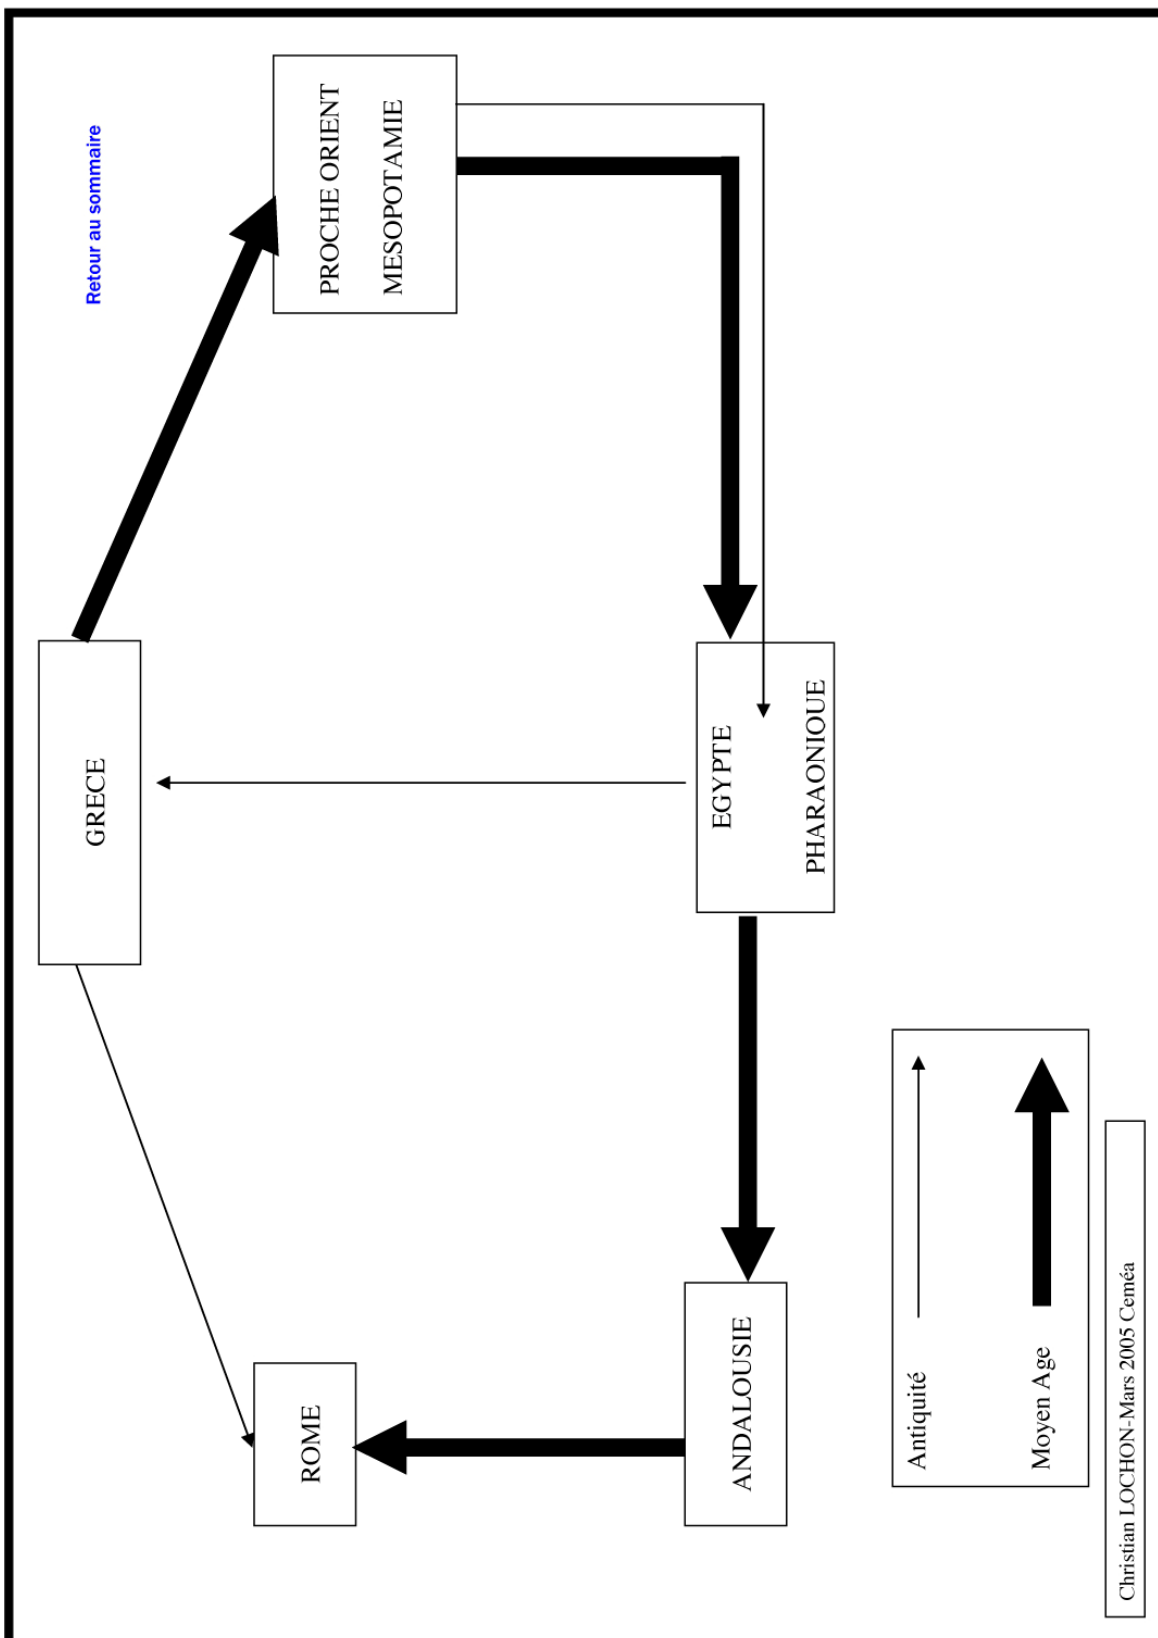 Retour au sommaire
GRECE
PROCHE ORIENT
MESOPOTAMIE
ROME
EGYPTE
PHARAONIQUE
ANDALOUSIE
Antiquité
Moyen Age
Christian LOCHON-Mars 2005 Ceméa